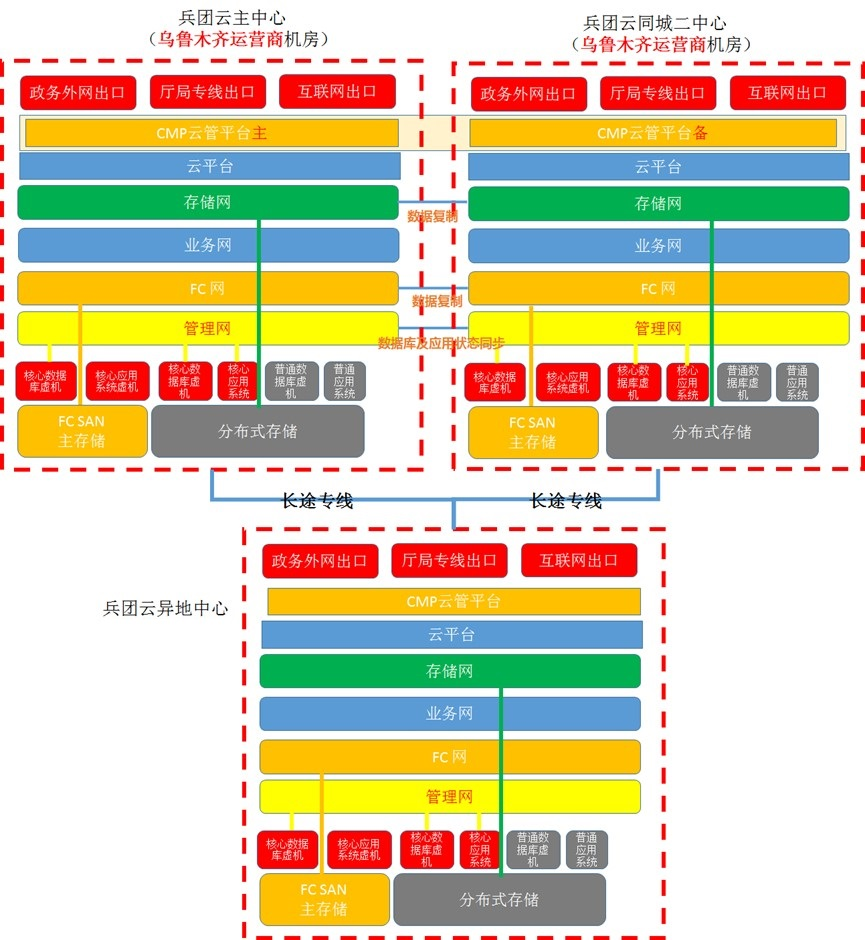 兵团云主中心
（乌鲁木齐运营商机房）
政务外网出口
厅局专线出口
互联网出口
CMP云管平台主
云平台
存储网
业务网
FC 网
管理网
核心数据
库虚机
核心应用
系统虚机
核心数
据库虚
机
核心
应用
系统
普通数
据库虚
机
普通
应用
系统
FC SAN
主存储
分布式存储
数据复制
数据复制
数据库及应用状态同步
兵团云同城二中心
（乌鲁木齐运营商机房）
政务外网出口
厅局专线出口
互联网出口
CMP云管平台备
云平台
存储网
业务网
FC 网
管理网
核心数据
库虚机
核心应用
系统虚机
核心数
据库虚
机
核心
应用
系统
普通数
据库虚
机
普通
应用
系统
FC SAN
主存储
分布式存储
长途专线
长途专线
兵团云异地中心
政务外网出口
厅局专线出口
互联网出口
CMP云管平台
云平台
存储网
业务网
FC 网
管理网
核心数据
库虚机
核心应用
系统虚机
核心数
据库虚
机
核心
应用
系统
普通数
据库虚
机
普通
应用
系统
FC SAN
主存储
分布式存储